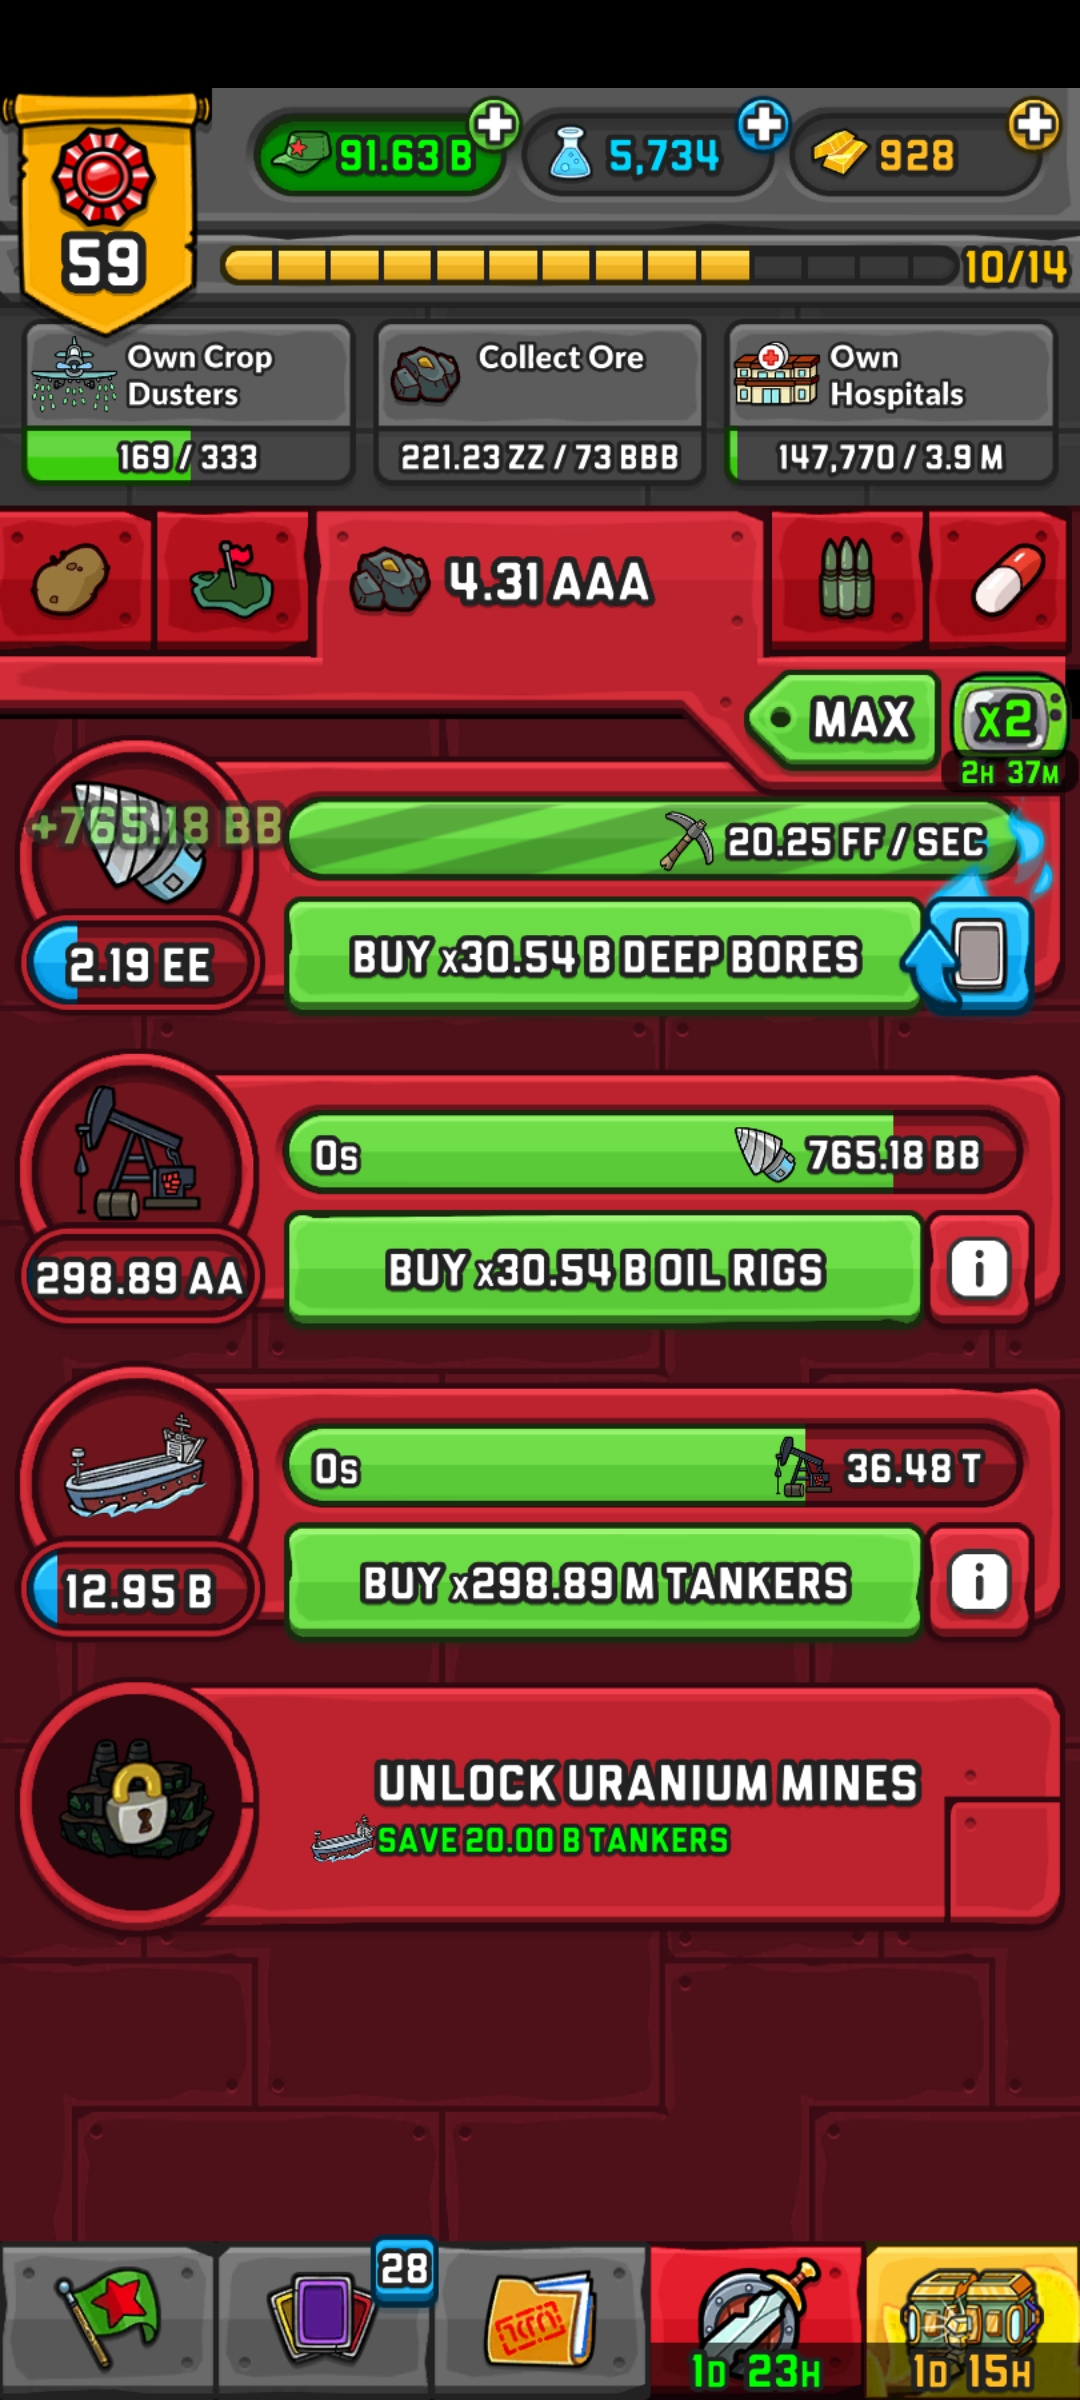 91.63 B
5,734
928
59
10/14
Own Crop
Dusters
169 / 333
Collect Ore
221.23 ZZ / 73 BBB
Own
Hospitals
147,770 / 3.9 M
4.31 AAA
MAX
x2
2H 37M
+765.18 BB
20.25 FF / SEC
2.19 EE
BUY x30.54 B DEEP BORES
0s
765.18 BB
298.89 AA
BUY x30.54 B OIL RIGS
i
0s
36.48 T
12.95 B
BUY x298.89 M TANKERS
i
UNLOCK URANIUM MINES
SAVE 20.00 B TANKERS
28
1D 23H
1D 15H